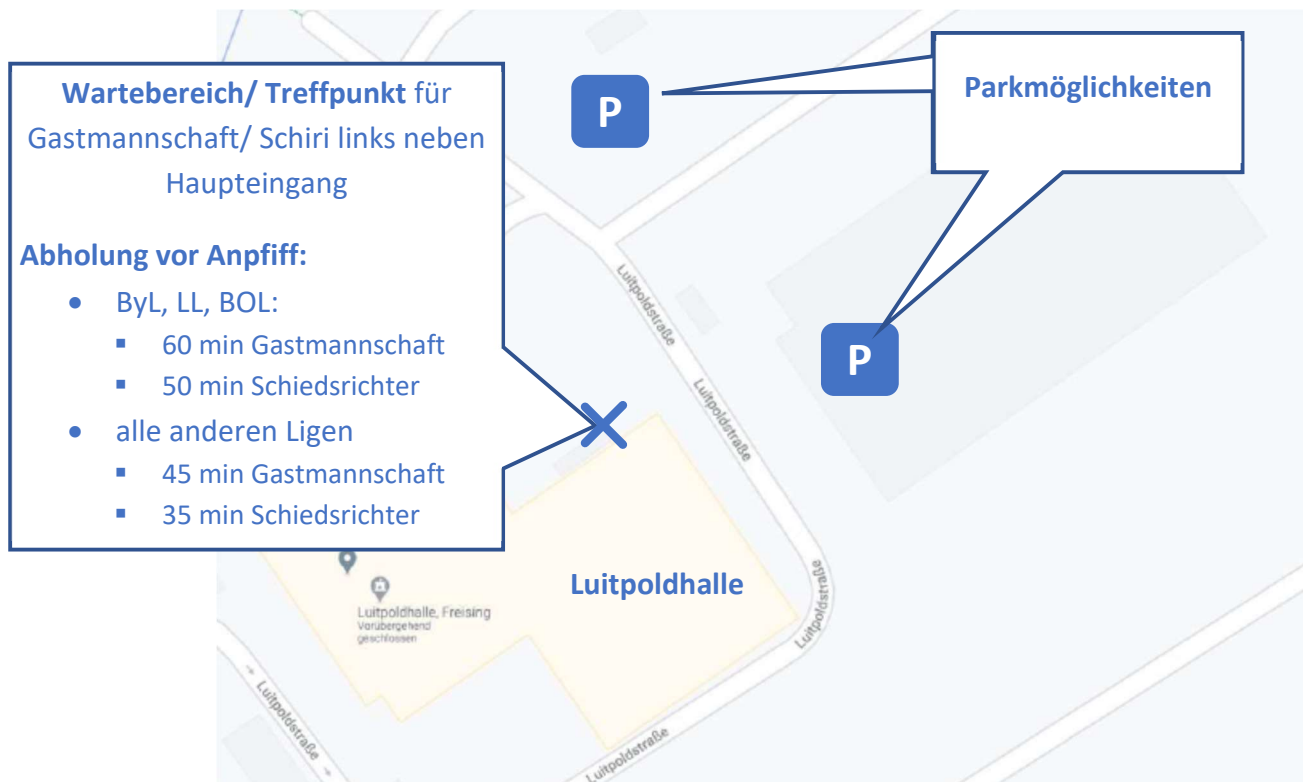 Wartebereich/ Treffpunkt für
Gastmannschaft/ Schiri links neben
Haupteingang
Abholung vor Anpfiff:
• ByL, LL, BOL:
▪ 60 min Gastmannschaft
▪ 50 min Schiedsrichter
• alle anderen Ligen
▪ 45 min Gastmannschaft
▪ 35 min Schiedsrichter
P
Parkmöglichkeiten
P
Luitpoldstraße
Luitpoldstraße
Luitpoldhalle
Luitpoldhalle, Freising
Vorübergehend
geschlossen
Luitpoldstraße
Luitpoldstraße
Luitpoldstraße